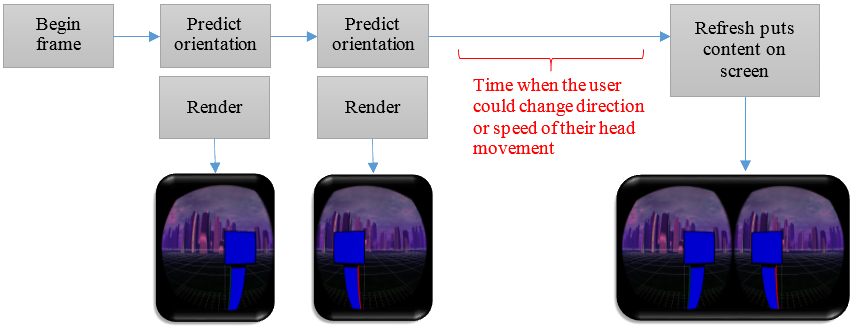 Begin
frame
Predict
orientation
Predict
orientation
Refresh puts
content on
screen
Render
Render
Time when the user
could change direction
or speed of their head
movement